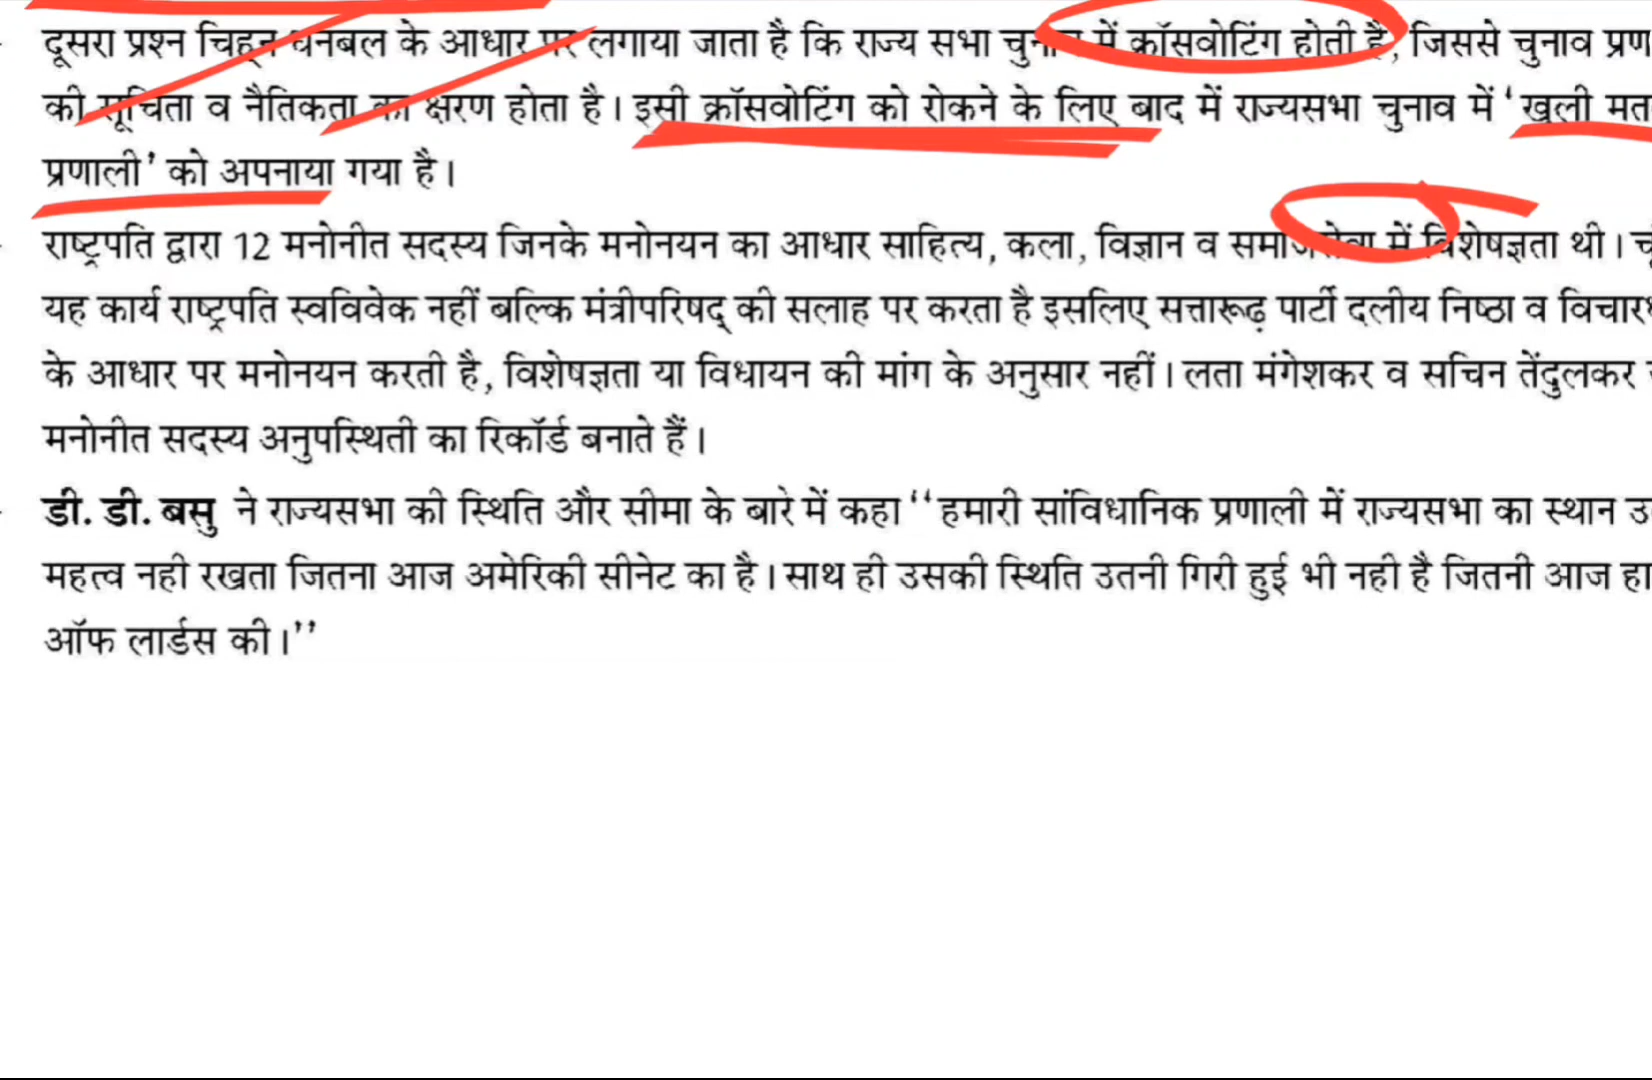 दूसरा प्रश्न चिह्न धनबल के आधार पर लगाया जाता है कि राज्य सभा चुनाव में क्रॉसवोटिंग होती है, जिससे चुनाव
की सूचिता व नैतिकता का क्षरण होता है। इसी क्रॉसवोटिंग को रोकने के लिए बाद में राज्यसभा चुनाव में ‘खुली मत
प्रणाली’ को अपनाया गया है।
राष्ट्रपति द्वारा 12 मनोनीत सदस्य जिनके मनोनयन का आधार साहित्य, कला, विज्ञान व समाजसेवा में विशेषज्ञता थी।
यह कार्य राष्ट्रपति स्वविवेक नहीं बल्कि मंत्रीपरिषद् की सलाह पर करता है इसलिए सत्तारूढ़ पार्टी दलीय निष्ठा व
के आधार पर मनोनयन करती है, विशेषज्ञता या विधायन की मांग के अनुसार नहीं। लता मंगेशकर व सचिन तेंदुलकर
मनोनीत सदस्य अनुपस्थिती का रिकॉर्ड बनाते हैं।
डी. डी. बसु ने राज्यसभा की स्थिति और सीमा के बारे में कहा ‘‘हमारी सांविधानिक प्रणाली में राज्यसभा का स्थान
महत्व नही रखता जितना आज अमेरिकी सीनेट का है। साथ ही उसकी स्थिति उतनी गिरी हुई भी नही है जितनी आज
ऑफ लार्डस की।’’